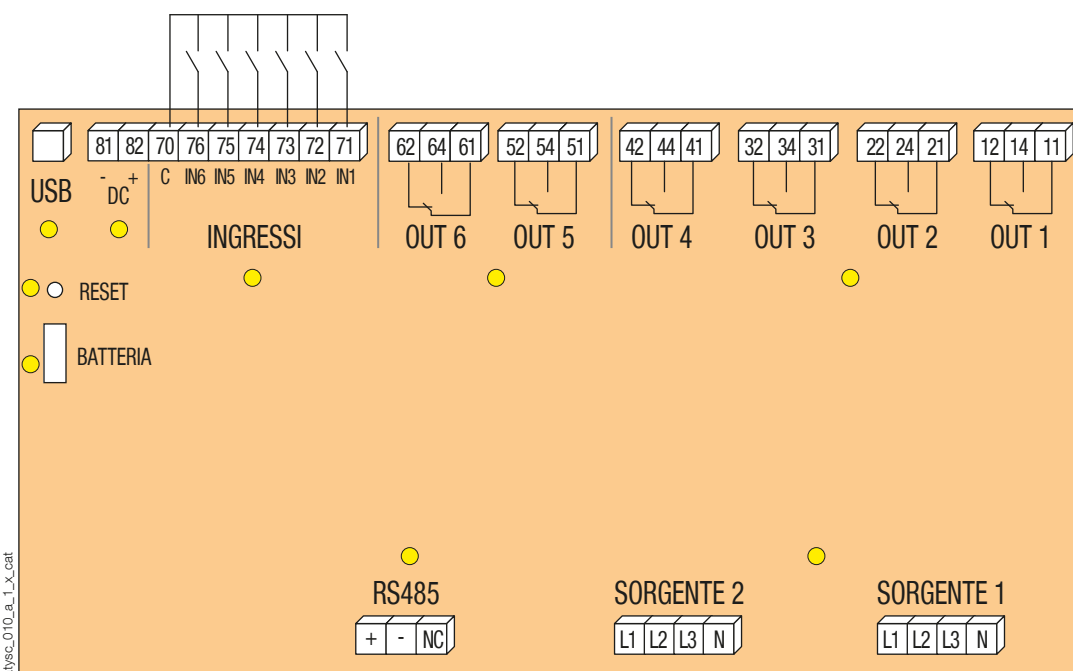 81 82 70 76 75 74 73 72 71
62 64 61
52 54 51
42 44 41
32 34 31
22 24 21
12 14 11
- DC +
C IN6 IN5 IN4 IN3 IN2 IN1
USB
INGRESSI
OUT 6
OUT 5
OUT 4
OUT 3
OUT 2
OUT 1
RESET
BATTERIA
RS485
SORGENTE 2
SORGENTE 1
+ - NC
L1 L2 L3 N
L1 L2 L3 N
tysc_010_a_1_x_cat